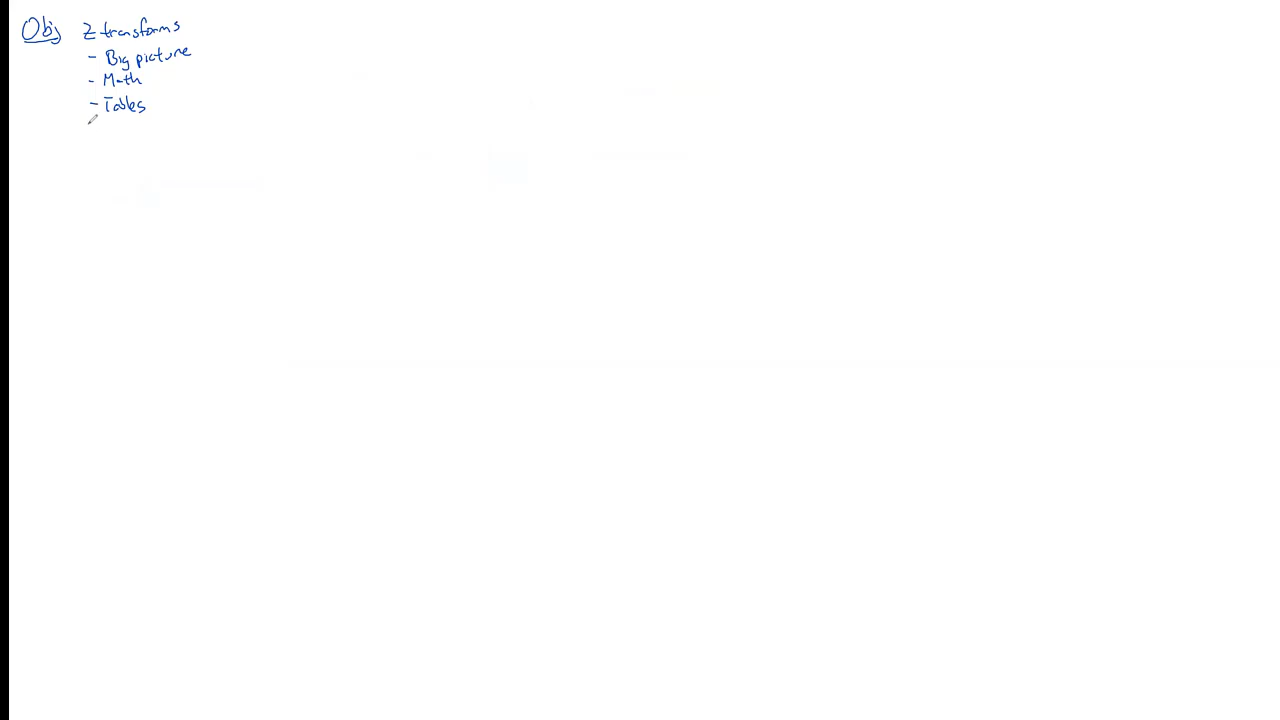 Obj Z transforms
- Big picture
- Math
- Tables